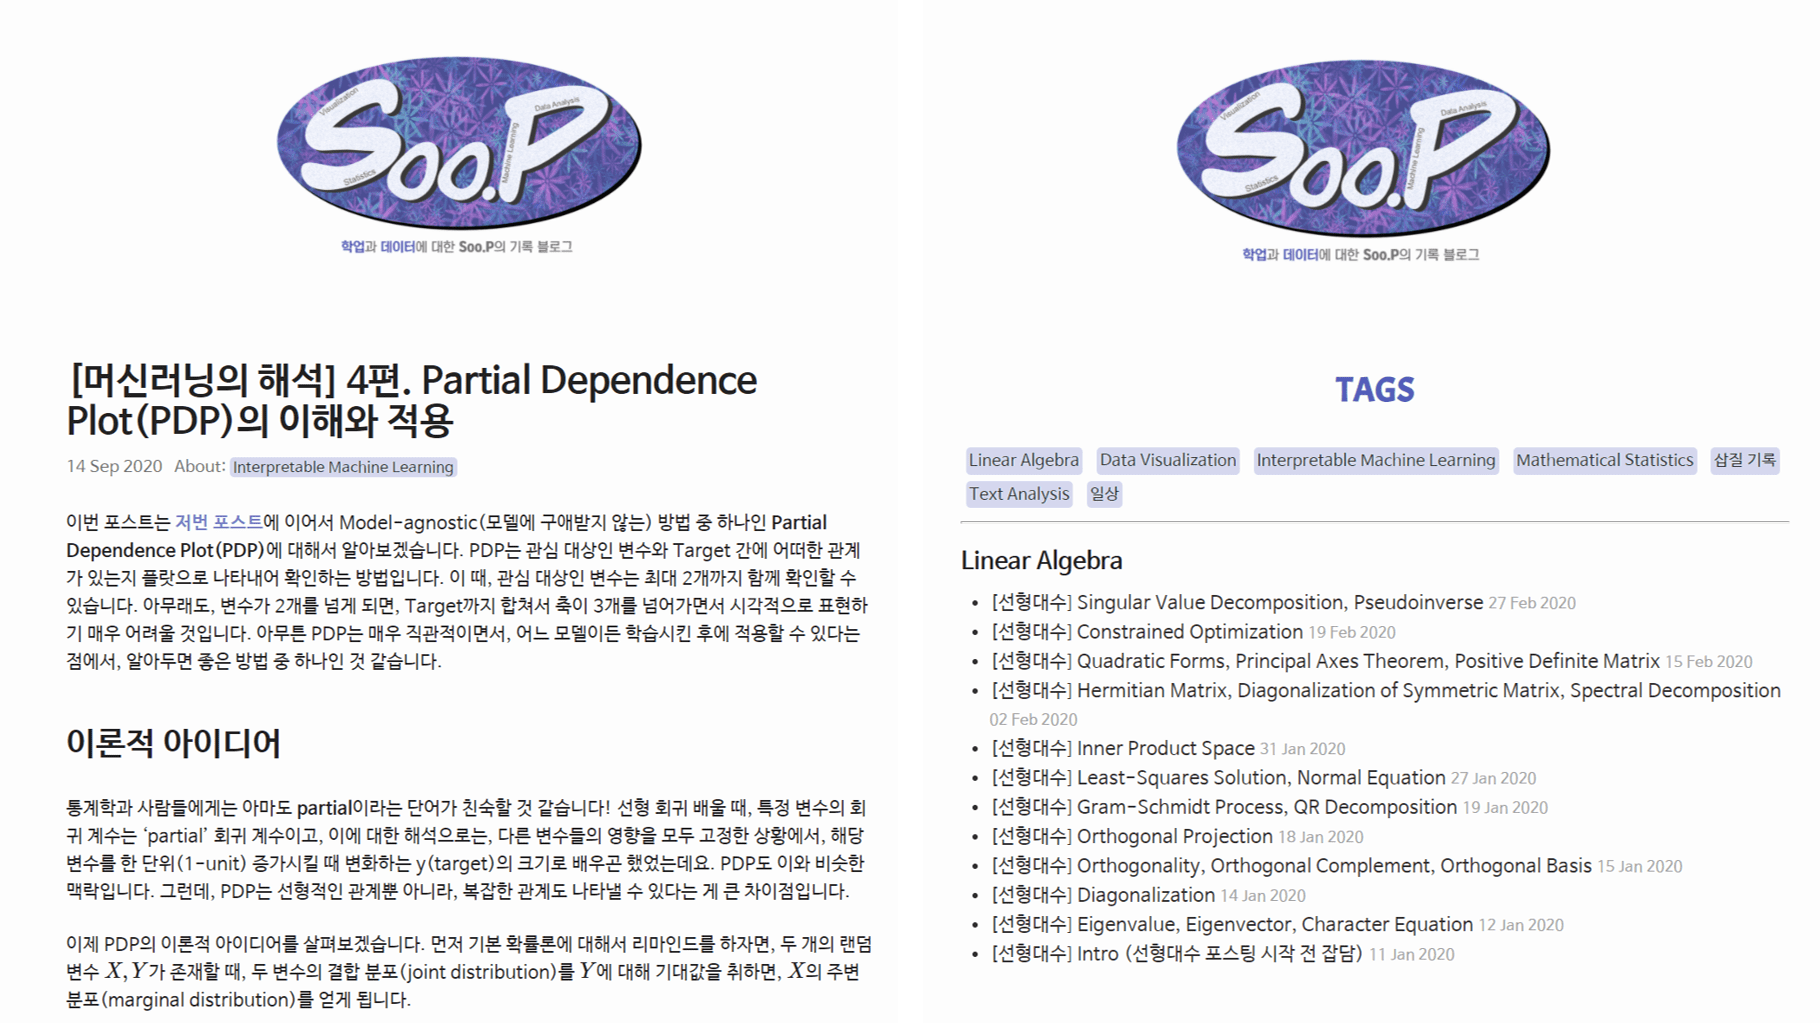 Visualization
Data Analysis
Soo.P
Machine Learning
Statistics
학업과 데이터에 대한 Soo.P의 기록 블로그
[머신러닝의 해석] 4편. Partial Dependence
Plot(PDP)의 이해와 적용
14 Sep 2020 About: Interpretable Machine Learning
이번 포스트는 저번 포스트에 이어서 Model-agnostic(모델에 구애받지 않는) 방법 중 하나인 Partial
Dependence Plot(PDP)에 대해서 알아보겠습니다. PDP는 관심 대상인 변수와 Target 간에 어떠한 관계
가 있는지 플랏으로 나타내어 확인하는 방법입니다. 이 때, 관심 대상인 변수는 최대 2개까지 함께 확인할 수
있습니다. 아무래도, 변수가 2개를 넘게 되면, Target까지 합쳐서 축이 3개를 넘어가면서 시각적으로 표현하
기 매우 어려울 것입니다. 아무튼 PDP는 매우 직관적이면서, 어느 모델이든 학습시킨 후에 적용할 수 있다는
점에서, 알아두면 좋은 방법 중 하나인 것 같습니다.
이론적 아이디어
통계학과 사람들에게는 아마도 partial이라는 단어가 친숙할 것 같습니다! 선형 회귀 배울 때, 특정 변수의 회
귀 계수는 ‘partial’ 회귀 계수이고, 이에 대한 해석으로는, 다른 변수들의 영향을 모두 고정한 상황에서, 해당
변수를 한 단위(1-unit) 증가시킬 때 변화하는 y(target)의 크기로 배우곤 했었는데요. PDP도 이와 비슷한
맥락입니다. 그런데, PDP는 선형적인 관계뿐 아니라, 복잡한 관계도 나타낼 수 있다는 게 큰 차이점입니다.
이제 PDP의 이론적 아이디어를 살펴보겠습니다. 먼저 기본 확률론에 대해서 리마인드를 하자면, 두 개의 랜덤
변수 X, Y가 존재할 때, 두 변수의 결합 분포(joint distribution)를 Y에 대해 기대값을 취하면, X의 주변
분포(marginal distribution)를 얻게 됩니다.
Visualization
Data Analysis
Soo.P
Machine Learning
Statistics
학업과 데이터에 대한 Soo.P의 기록 블로그
TAGS
Linear Algebra Data Visualization Interpretable Machine Learning Mathematical Statistics 삽질 기록
Text Analysis 일상
Linear Algebra
• [선형대수] Singular Value Decomposition, Pseudoinverse 27 Feb 2020
• [선형대수] Constrained Optimization 19 Feb 2020
• [선형대수] Quadratic Forms, Principal Axes Theorem, Positive Definite Matrix 15 Feb 2020
• [선형대수] Hermitian Matrix, Diagonalization of Symmetric Matrix, Spectral Decomposition
02 Feb 2020
• [선형대수] Inner Product Space 31 Jan 2020
• [선형대수] Least-Squares Solution, Normal Equation 27 Jan 2020
• [선형대수] Gram-Schmidt Process, QR Decomposition 19 Jan 2020
• [선형대수] Orthogonal Projection 18 Jan 2020
• [선형대수] Orthogonality, Orthogonal Complement, Orthogonal Basis 15 Jan 2020
• [선형대수] Diagonalization 14 Jan 2020
• [선형대수] Eigenvalue, Eigenvector, Character Equation 12 Jan 2020
• [선형대수] Intro (선형대수 포스팅 시작 전 잡담) 11 Jan 2020